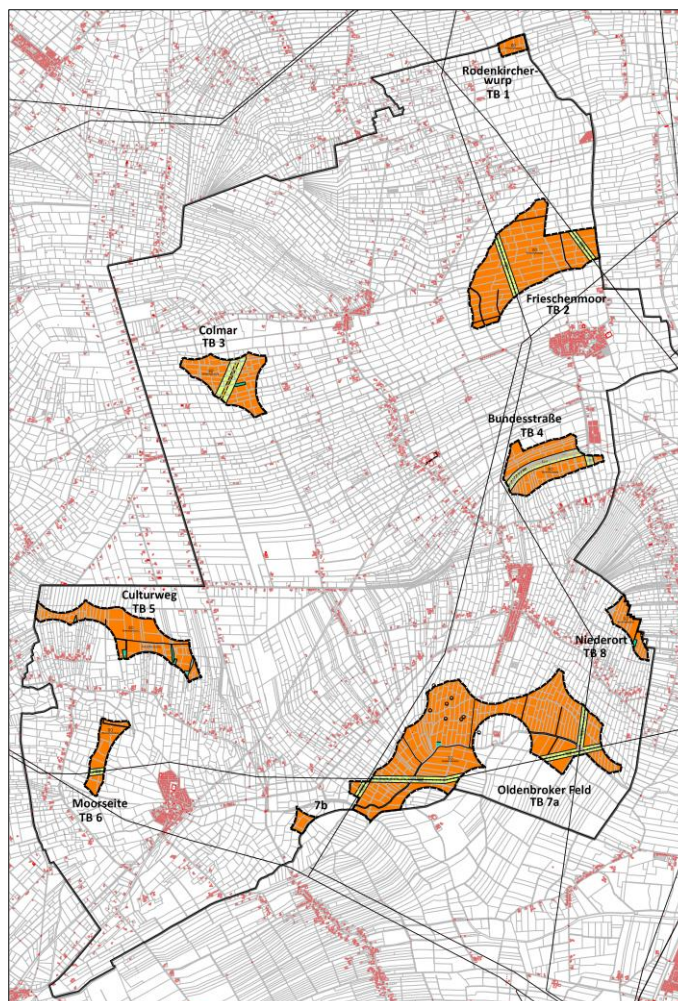 Rodenkircher-
wurp
TB 1
Frieschenmoor
TB 2
Colmar
TB 3
Bundesstraße
TB 4
Culturweg
TB 5
Niederort
TB 8
Moorseite
TB 6
7b
Oldenbroker Feld
TB 7a